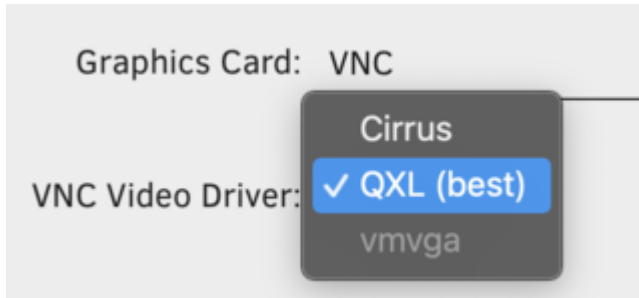 Graphics Card: VNC
Cirrus
VNC Video Driver: ✓ QXL (best)
vmvga